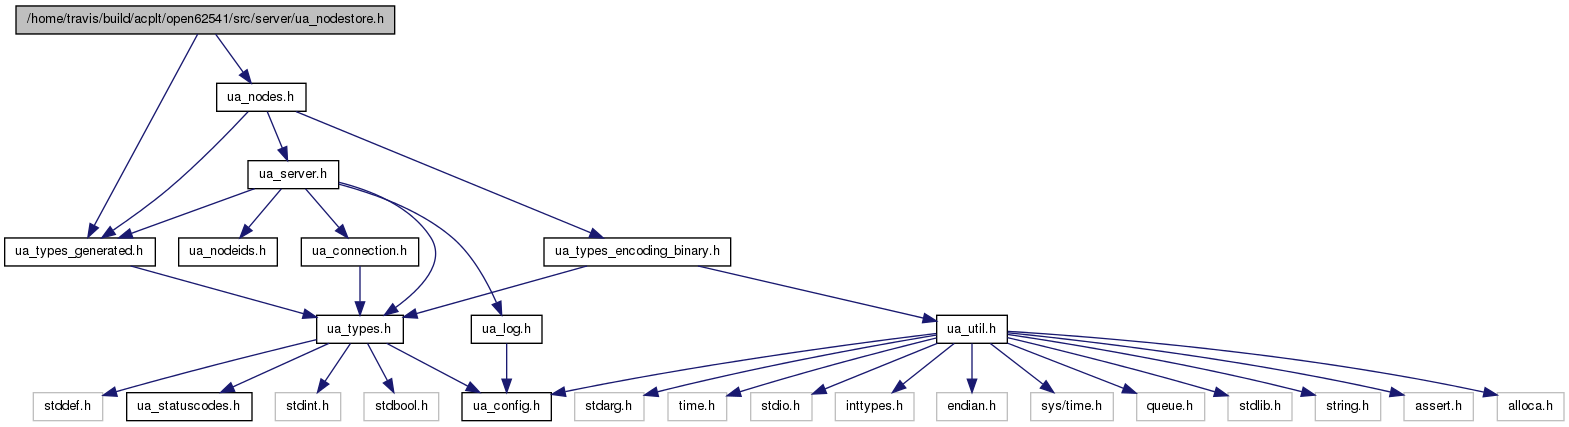 /home/travis/build/acplt/open62541/src/server/ua_nodestore.h
ua_nodes.h
ua_server.h
ua_types_generated.h
ua_nodeids.h
ua_connection.h
ua_types_encoding_binary.h
ua_types.h
ua_log.h
ua_util.h
stddef.h
ua_statuscodes.h
stdint.h
stdbool.h
ua_config.h
stdarg.h
time.h
stdio.h
inttypes.h
endian.h
sys/time.h
queue.h
stdlib.h
string.h
assert.h
alloca.h